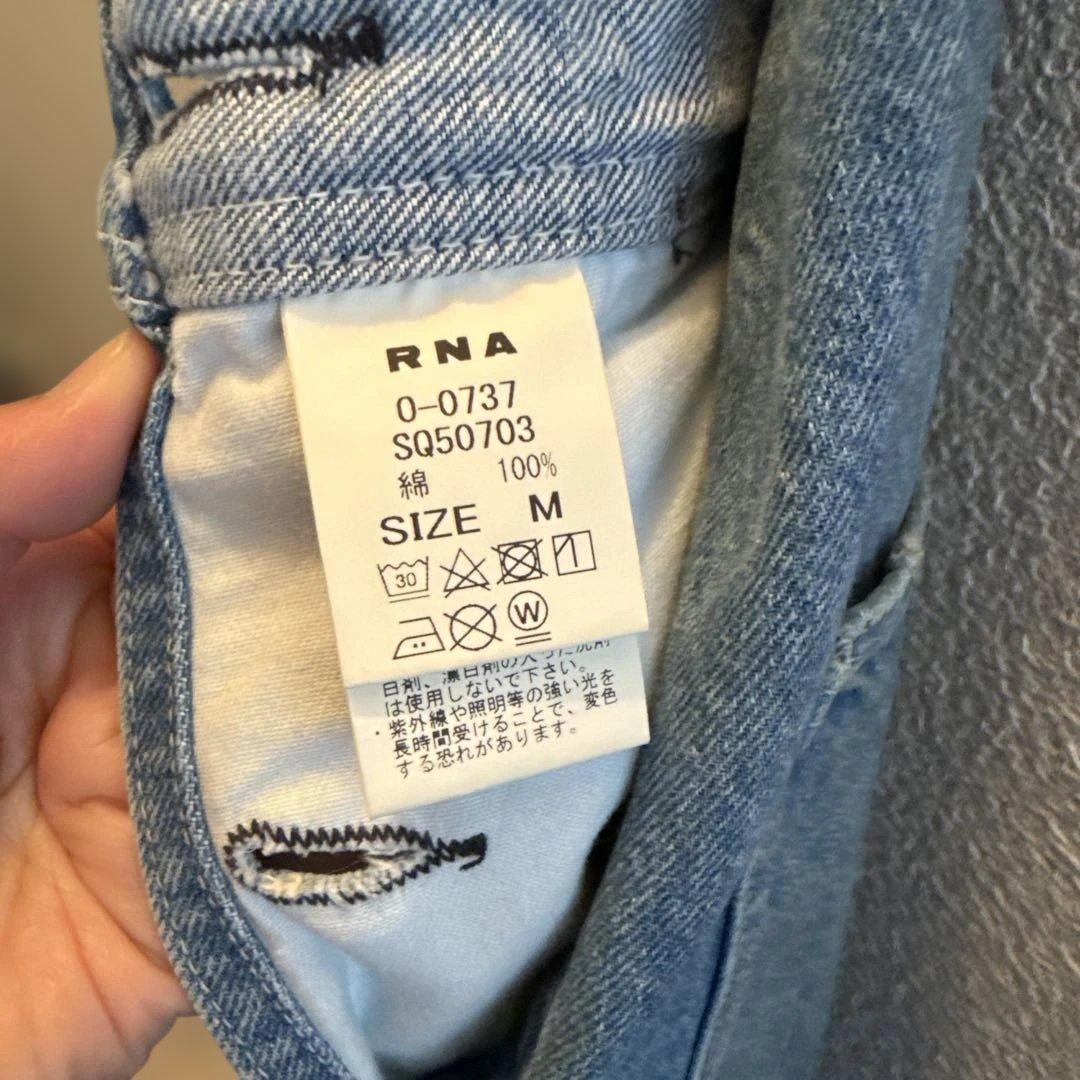 RNA
0-0737
SQ50703
綿 100%
SIZE M
30
W
白剤、漂白剤の入った洗剤
は使用しないで下さい。
・紫外線や照明等の強い光を
長時間受けることで、変色
する恐れがあります。